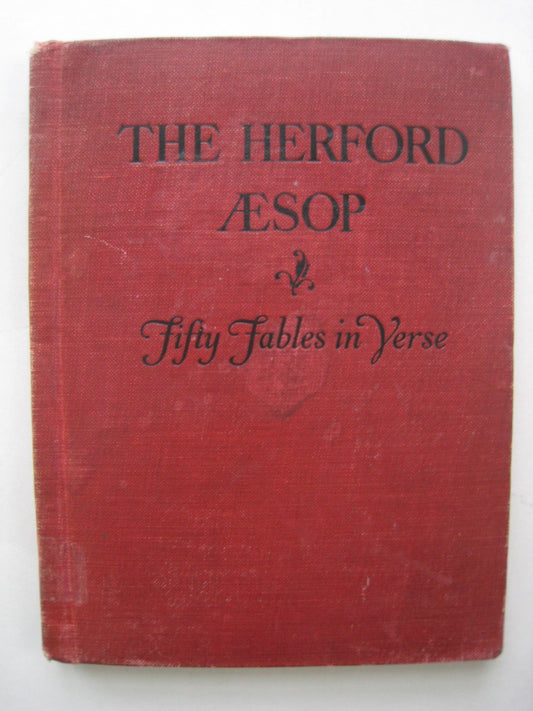 THE HERFORD
ÆSOP
Fifty Fables in Verse